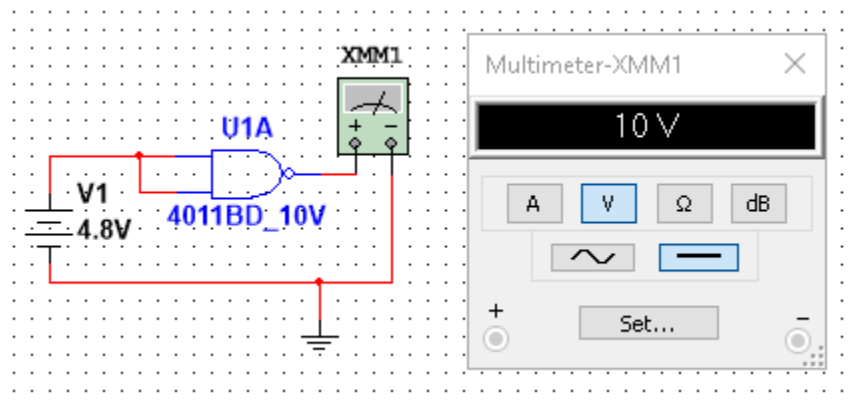 XMM1
U1A
V1
4.8V
4011BD_10V
+ −
Multimeter-XMM1
10 V
A V Ω dB
Set...
+ −